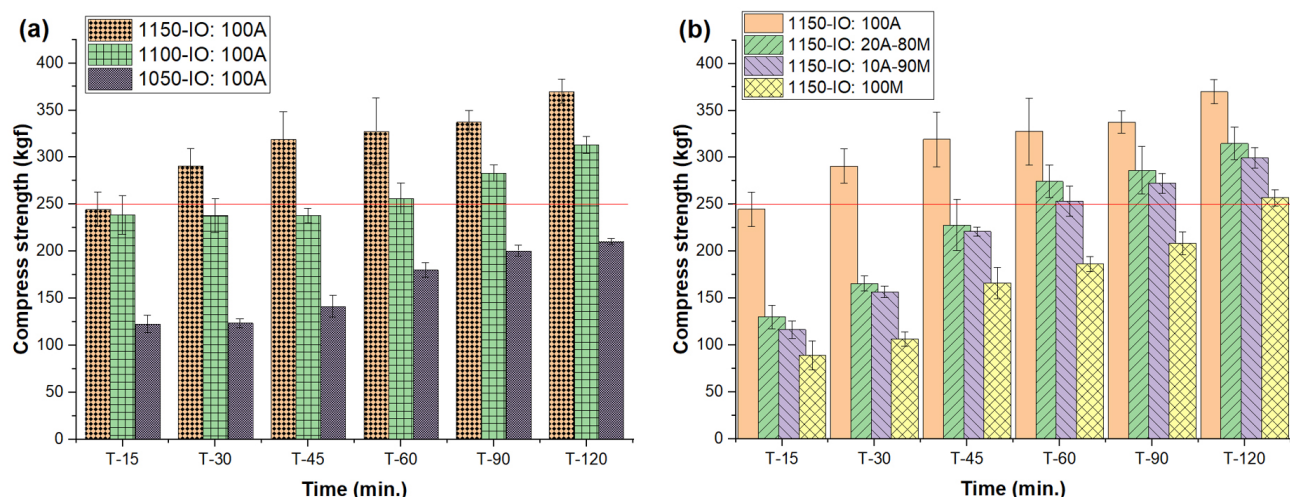 (a)
1150-IO: 100A
1100-IO: 100A
1050-IO: 100A
Compress strength (kgf)
400
350
300
250
200
150
100
50
0
T-15 T-30 T-45 T-60 T-90 T-120
Time (min.)
(b)
1150-IO: 100A
1150-IO: 20A-80M
1150-IO: 10A-90M
1150-IO: 100M
Compress strength (kgf)
400
350
300
250
200
150
100
50
0
T-15 T-30 T-45 T-60 T-90 T-120
Time (min.)